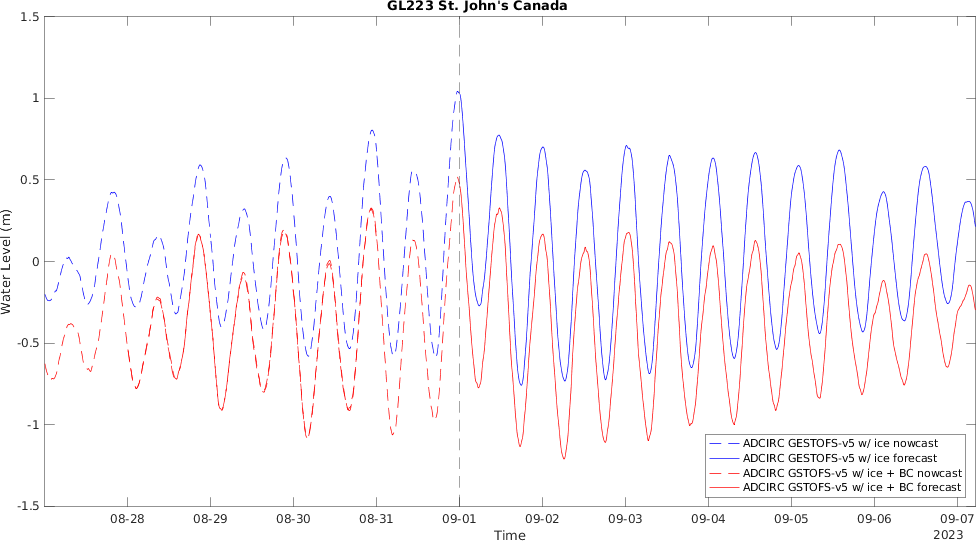 GL223 St. John's Canada
1.5
1
0.5
0
-0.5
-1
-1.5
Water Level (m)
ADCIRC GESTOFS-v5 w/ ice nowcast
ADCIRC GESTOFS-v5 w/ ice forecast
ADCIRC GSTOFS-v5 w/ ice + BC nowcast
ADCIRC GSTOFS-v5 w/ ice + BC forecast
08-28 08-29 08-30 08-31 09-01 09-02 09-03 09-04 09-05 09-06 09-07
Time
2023